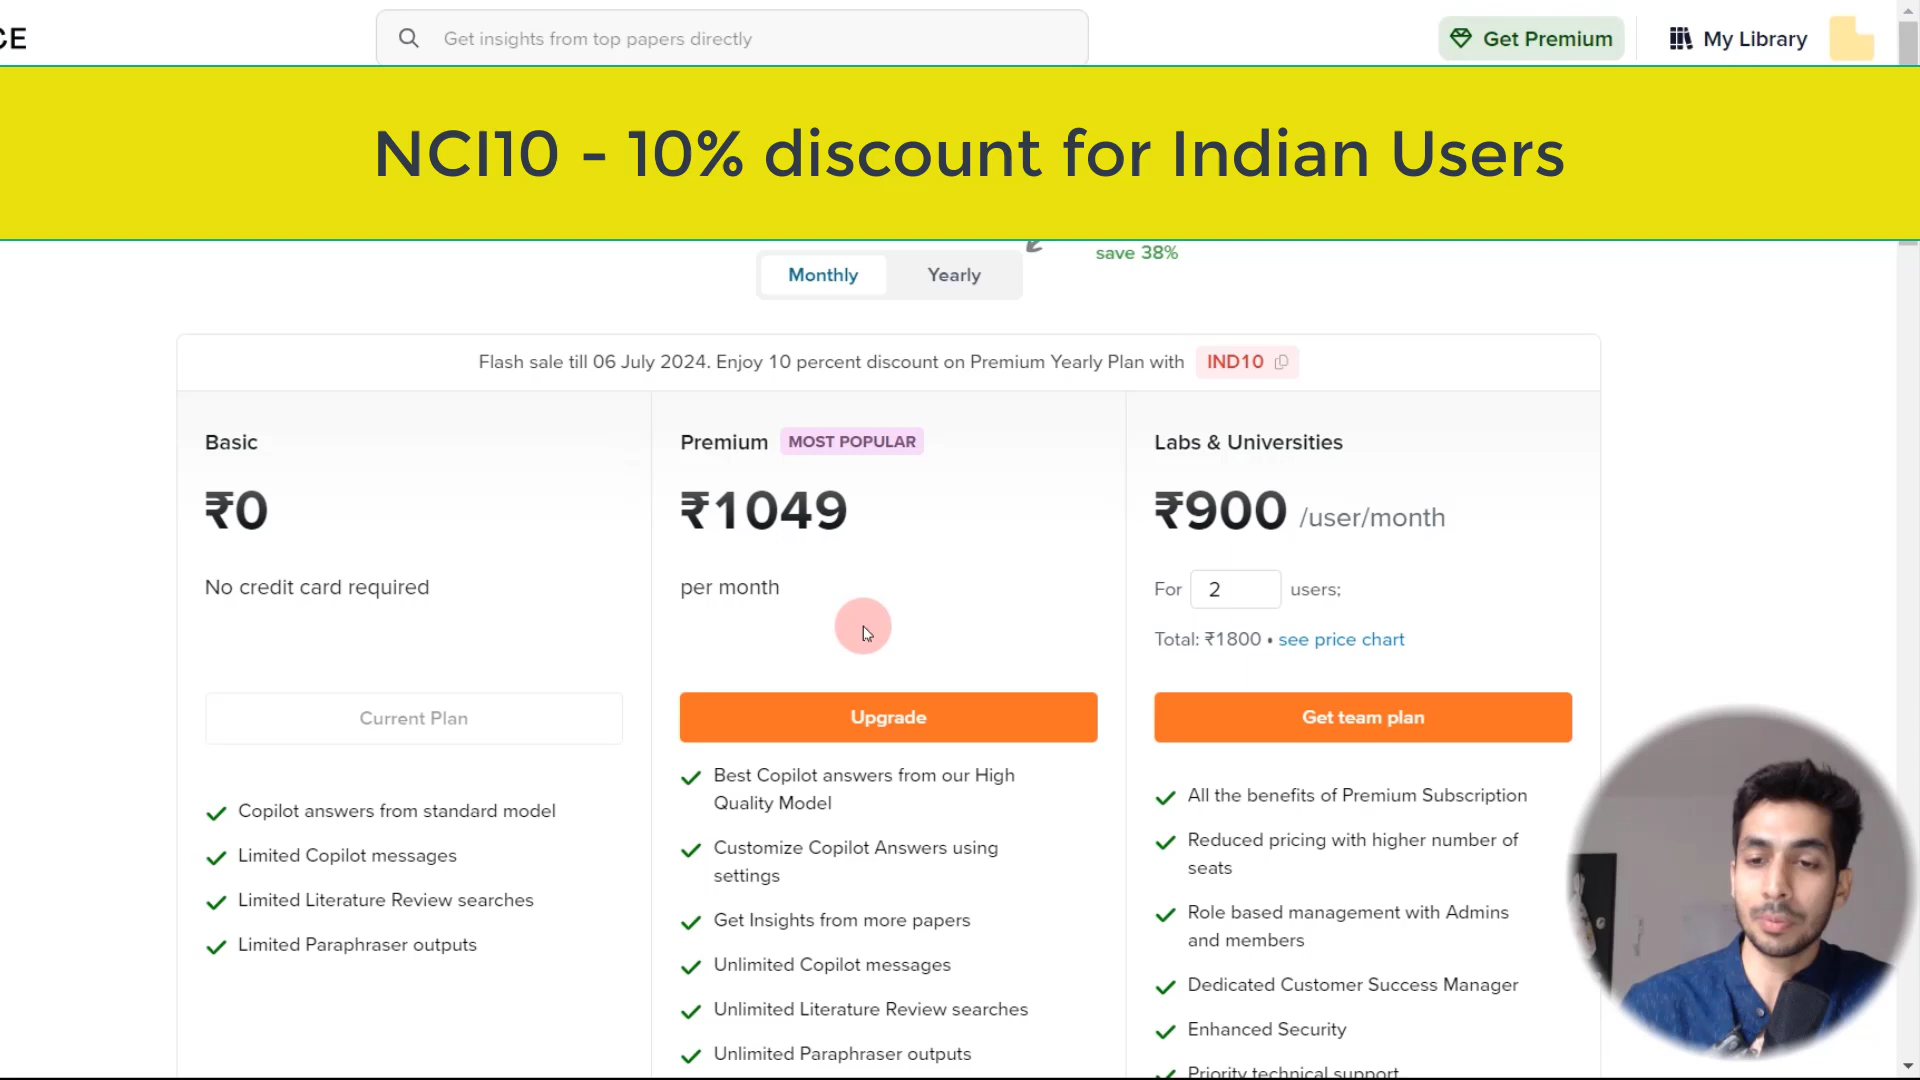 CE
Get insights from top papers directly
Get Premium
My Library
NCI10 - 10% discount for Indian Users
save 38%
Monthly
Yearly
Flash sale till 06 July 2024. Enjoy 10 percent discount on Premium Yearly Plan with IND10
Basic
₹0
No credit card required
Current Plan
Copilot answers from standard model
Limited Copilot messages
Limited Literature Review searches
Limited Paraphraser outputs
Premium MOST POPULAR
₹1049
per month
Upgrade
Best Copilot answers from our High
Quality Model
Customize Copilot Answers using
settings
Get Insights from more papers
Unlimited Copilot messages
Unlimited Literature Review searches
Unlimited Paraphraser outputs
Labs & Universities
₹900 /user/month
For 2 users;
Total: ₹1800 • see price chart
Get team plan
All the benefits of Premium Subscription
Reduced pricing with higher number of
seats
Role based management with Admins
and members
Dedicated Customer Success Manager
Enhanced Security
Priority technical support